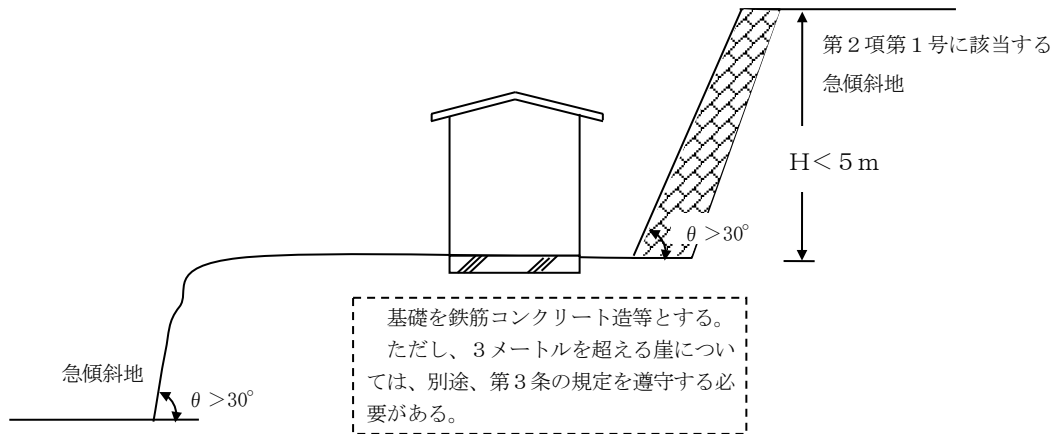 第２項第１号に該当する
急傾斜地
Ｈ＜５ｍ
θ＞30°
基礎を鉄筋コンクリート造等とする。
ただし、３メートルを超える崖につい
ては、別途、第３条の規定を遵守する必
要がある。
急傾斜地
θ＞30°